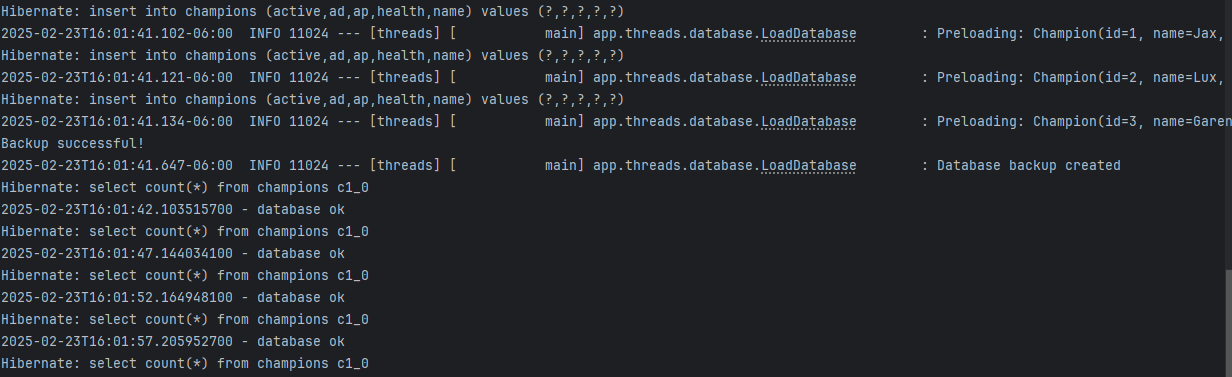 Hibernate: insert into champions (active,ad,ap,health,name) values (?,?,?,?,?)
2025-02-23T16:01:41.102-06:00  INFO 11024 --- [threads] [           main] app.threads.database.LoadDatabase        : Preloading: Champion(id=1, name=Jax,
Hibernate: insert into champions (active,ad,ap,health,name) values (?,?,?,?,?)
2025-02-23T16:01:41.121-06:00  INFO 11024 --- [threads] [           main] app.threads.database.LoadDatabase        : Preloading: Champion(id=2, name=Lux,
Hibernate: insert into champions (active,ad,ap,health,name) values (?,?,?,?,?)
2025-02-23T16:01:41.134-06:00  INFO 11024 --- [threads] [           main] app.threads.database.LoadDatabase        : Preloading: Champion(id=3, name=Garen
Backup successful!
2025-02-23T16:01:41.647-06:00  INFO 11024 --- [threads] [           main] app.threads.database.LoadDatabase        : Database backup created
Hibernate: select count(*) from champions c1_0
2025-02-23T16:01:42.103515700 - database ok
Hibernate: select count(*) from champions c1_0
2025-02-23T16:01:47.144034100 - database ok
Hibernate: select count(*) from champions c1_0
2025-02-23T16:01:52.164948100 - database ok
Hibernate: select count(*) from champions c1_0
2025-02-23T16:01:57.205952700 - database ok
Hibernate: select count(*) from champions c1_0